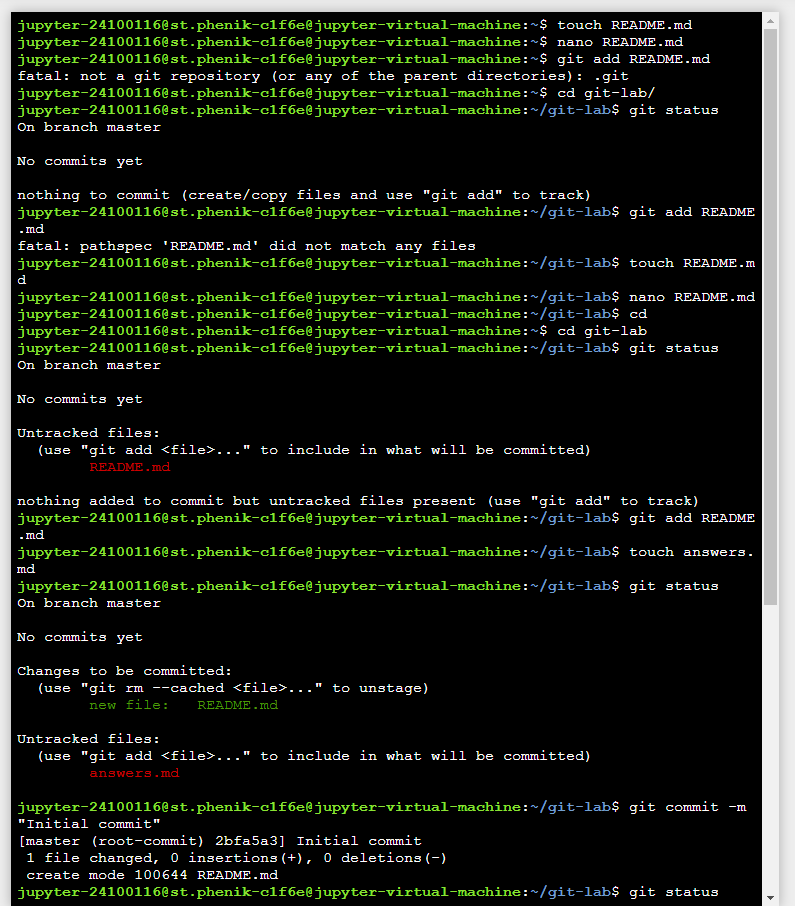 jupyter-24100116@st.phenik-c1f6e@jupyter-virtual-machine:~$ touch README.md
jupyter-24100116@st.phenik-c1f6e@jupyter-virtual-machine:~$ nano README.md
jupyter-24100116@st.phenik-c1f6e@jupyter-virtual-machine:~$ git add README.md
fatal: not a git repository (or any of the parent directories): .git
jupyter-24100116@st.phenik-c1f6e@jupyter-virtual-machine:~$ cd git-lab/
jupyter-24100116@st.phenik-c1f6e@jupyter-virtual-machine:~/git-lab$ git status
On branch master

No commits yet

nothing to commit (create/copy files and use "git add" to track)
jupyter-24100116@st.phenik-c1f6e@jupyter-virtual-machine:~/git-lab$ git add README
.md
fatal: pathspec 'README.md' did not match any files
jupyter-24100116@st.phenik-c1f6e@jupyter-virtual-machine:~/git-lab$ touch README.m
d
jupyter-24100116@st.phenik-c1f6e@jupyter-virtual-machine:~/git-lab$ nano README.md
jupyter-24100116@st.phenik-c1f6e@jupyter-virtual-machine:~/git-lab$ cd
jupyter-24100116@st.phenik-c1f6e@jupyter-virtual-machine:~$ cd git-lab
jupyter-24100116@st.phenik-c1f6e@jupyter-virtual-machine:~/git-lab$ git status
On branch master

No commits yet

Untracked files:
  (use "git add <file>..." to include in what will be committed)
        README.md

nothing added to commit but untracked files present (use "git add" to track)
jupyter-24100116@st.phenik-c1f6e@jupyter-virtual-machine:~/git-lab$ git add README
.md
jupyter-24100116@st.phenik-c1f6e@jupyter-virtual-machine:~/git-lab$ touch answers.
md
jupyter-24100116@st.phenik-c1f6e@jupyter-virtual-machine:~/git-lab$ git status
On branch master

No commits yet

Changes to be committed:
  (use "git rm --cached <file>..." to unstage)
        new file:   README.md

Untracked files:
  (use "git add <file>..." to include in what will be committed)
        answers.md

jupyter-24100116@st.phenik-c1f6e@jupyter-virtual-machine:~/git-lab$ git commit -m
"Initial commit"
[master (root-commit) 2bfa5a3] Initial commit
 1 file changed, 0 insertions(+), 0 deletions(-)
 create mode 100644 README.md
jupyter-24100116@st.phenik-c1f6e@jupyter-virtual-machine:~/git-lab$ git status